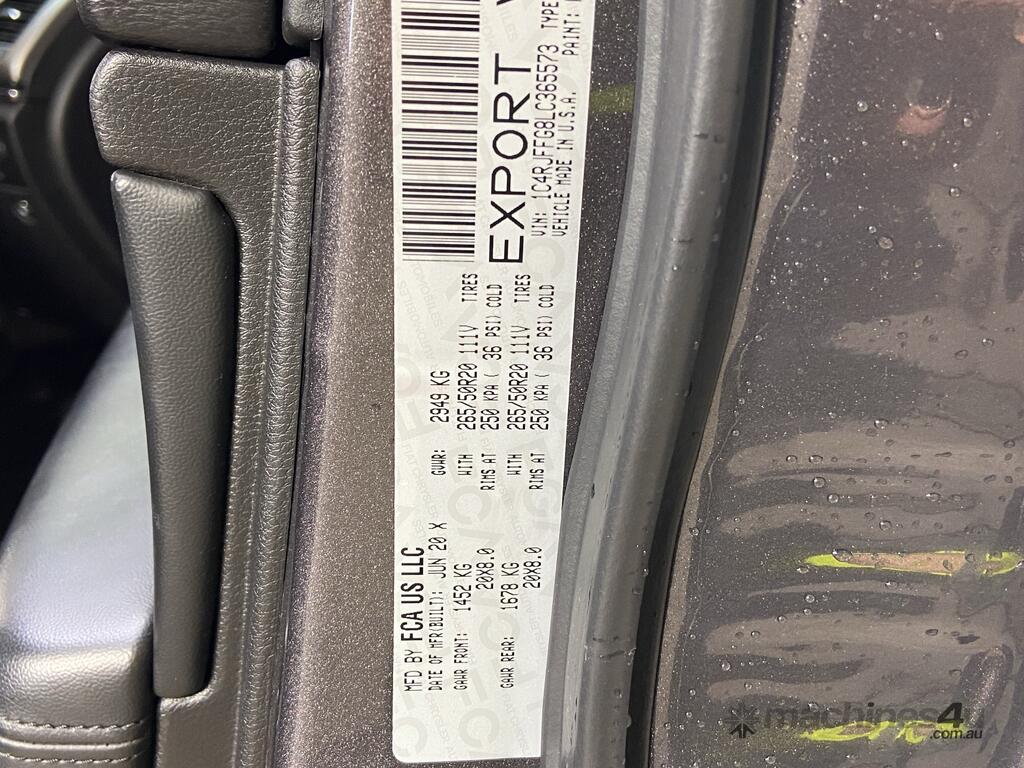 MFD BY FCA US LLC
DATE OF MFR(BUILT): JUN 20 X GVWR: 2949 KG
GAWR FRONT: 1452 KG WITH 265/50R20 111V TIRES
20X8.0 RIMS AT 250 KPA ( 36 PSI) COLD
GAWR REAR: 1678 KG WITH 265/50R20 111V TIRES
20X8.0 RIMS AT 250 KPA ( 36 PSI) COLD
EXPORT
VIN: 1C4RJFFG8LC365573 TYPE
VEHICLE MADE IN U.S.A. PAINT:
machines4u
.com.au